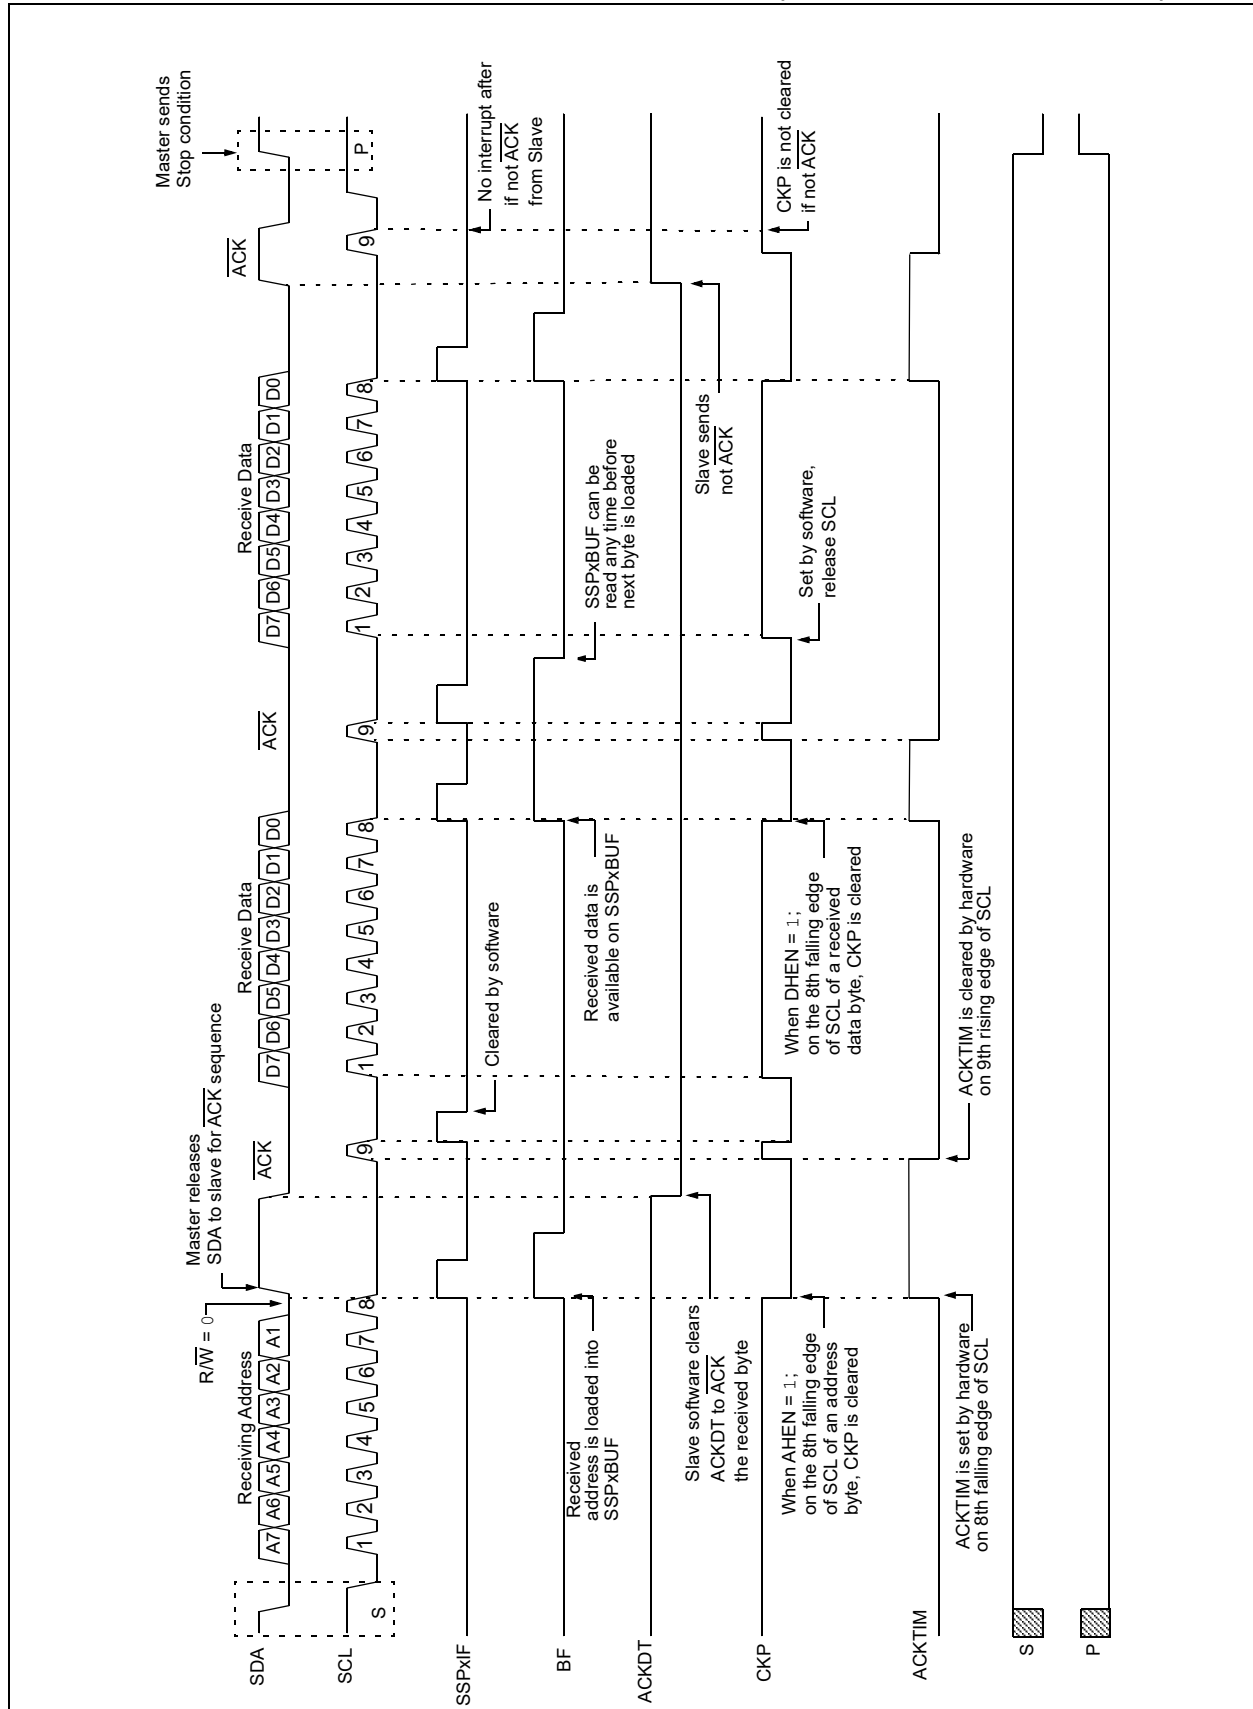 Master sends
Stop condition
Master releases
SDA to slave for ACK sequence
R/W = 0
Receiving Address
ACK
Receive Data
ACK
Receive Data
ACK
SDA
A7 A6 A5 A4 A3 A2 A1
D7 D6 D5 D4 D3 D2 D1 D0
D7 D6 D5 D4 D3 D2 D1 D0
SCL
S
1 2 3 4 5 6 7 8 9
1 2 3 4 5 6 7 8 9
1 2 3 4 5 6 7 8 9
P
SSPxIF
Cleared by software
No interrupt after
if not ACK
from Slave
BF
Received
address is loaded into
SSPxBUF
Received data is
available on SSPxBUF
SSPxBUF can be
read any time before
next byte is loaded
ACKDT
Slave software clears
ACKDT to ACK
the received byte
Slave sends
not ACK
CKP
When AHEN = 1;
on the 8th falling edge
of SCL of an address
byte, CKP is cleared
When DHEN = 1;
on the 8th falling edge
of SCL of a received
data byte, CKP is cleared
Set by software,
release SCL
CKP is not cleared
if not ACK
ACKTIM
ACKTIM is set by hardware
on 8th falling edge of SCL
ACKTIM is cleared by hardware
on 9th rising edge of SCL
S
P